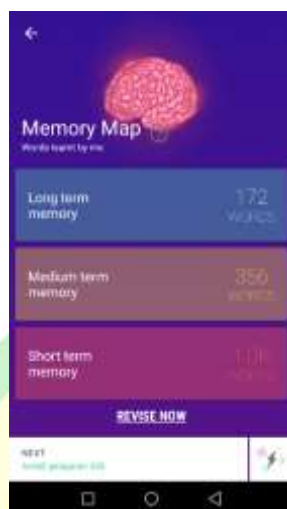 Memory Map
Words learnt by me
Long term
memory
172
WORDS
Medium term
memory
356
WORDS
Short term
memory
REVISE NOW
NEXT